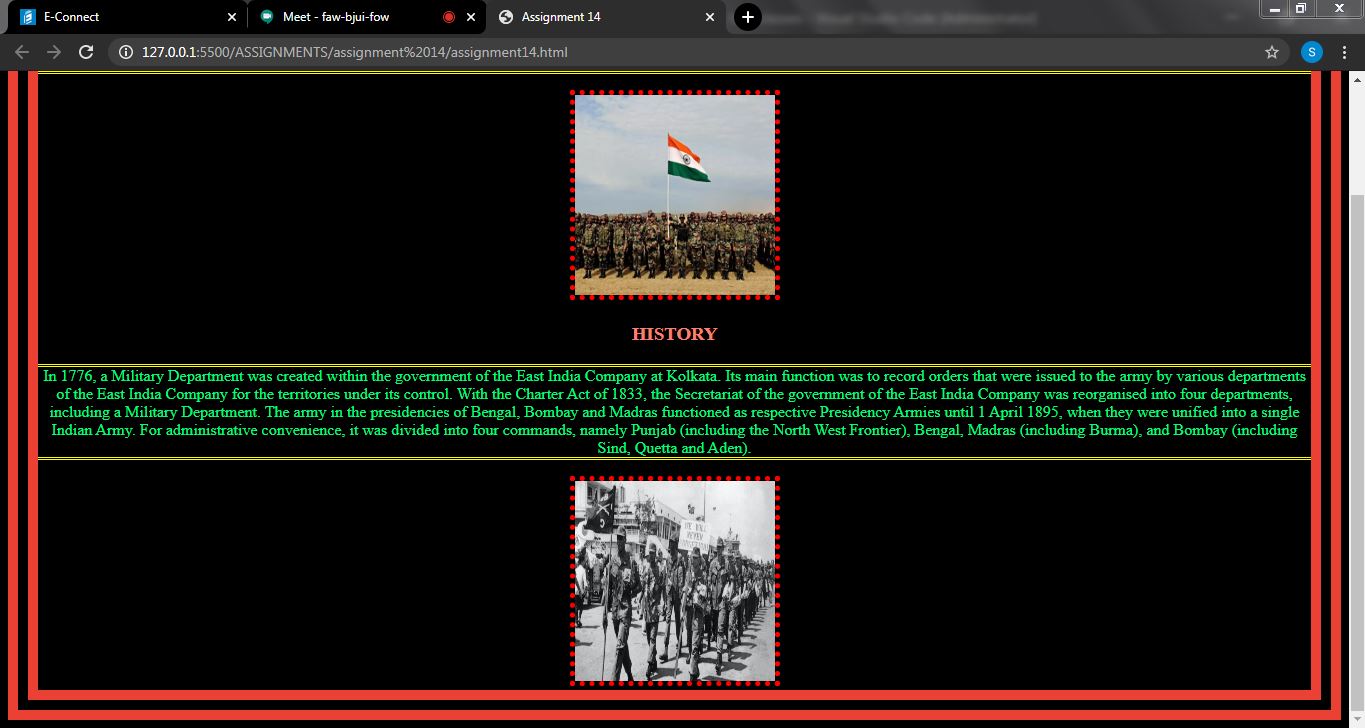 E-Connect
Meet - faw-bjui-fow
Assignment 14
127.0.0.1:5500/ASSIGNMENTS/assignment%2014/assignment14.html
S
HISTORY
In 1776, a Military Department was created within the government of the East India Company at Kolkata. Its main function was to record orders that were issued to the army by various departments
of the East India Company for the territories under its control. With the Charter Act of 1833, the Secretariat of the government of the East India Company was reorganised into four departments,
including a Military Department. The army in the presidencies of Bengal, Bombay and Madras functioned as respective Presidency Armies until 1 April 1895, when they were unified into a single
Indian Army. For administrative convenience, it was divided into four commands, namely Punjab (including the North West Frontier), Bengal, Madras (including Burma), and Bombay (including
Sind, Quetta and Aden).